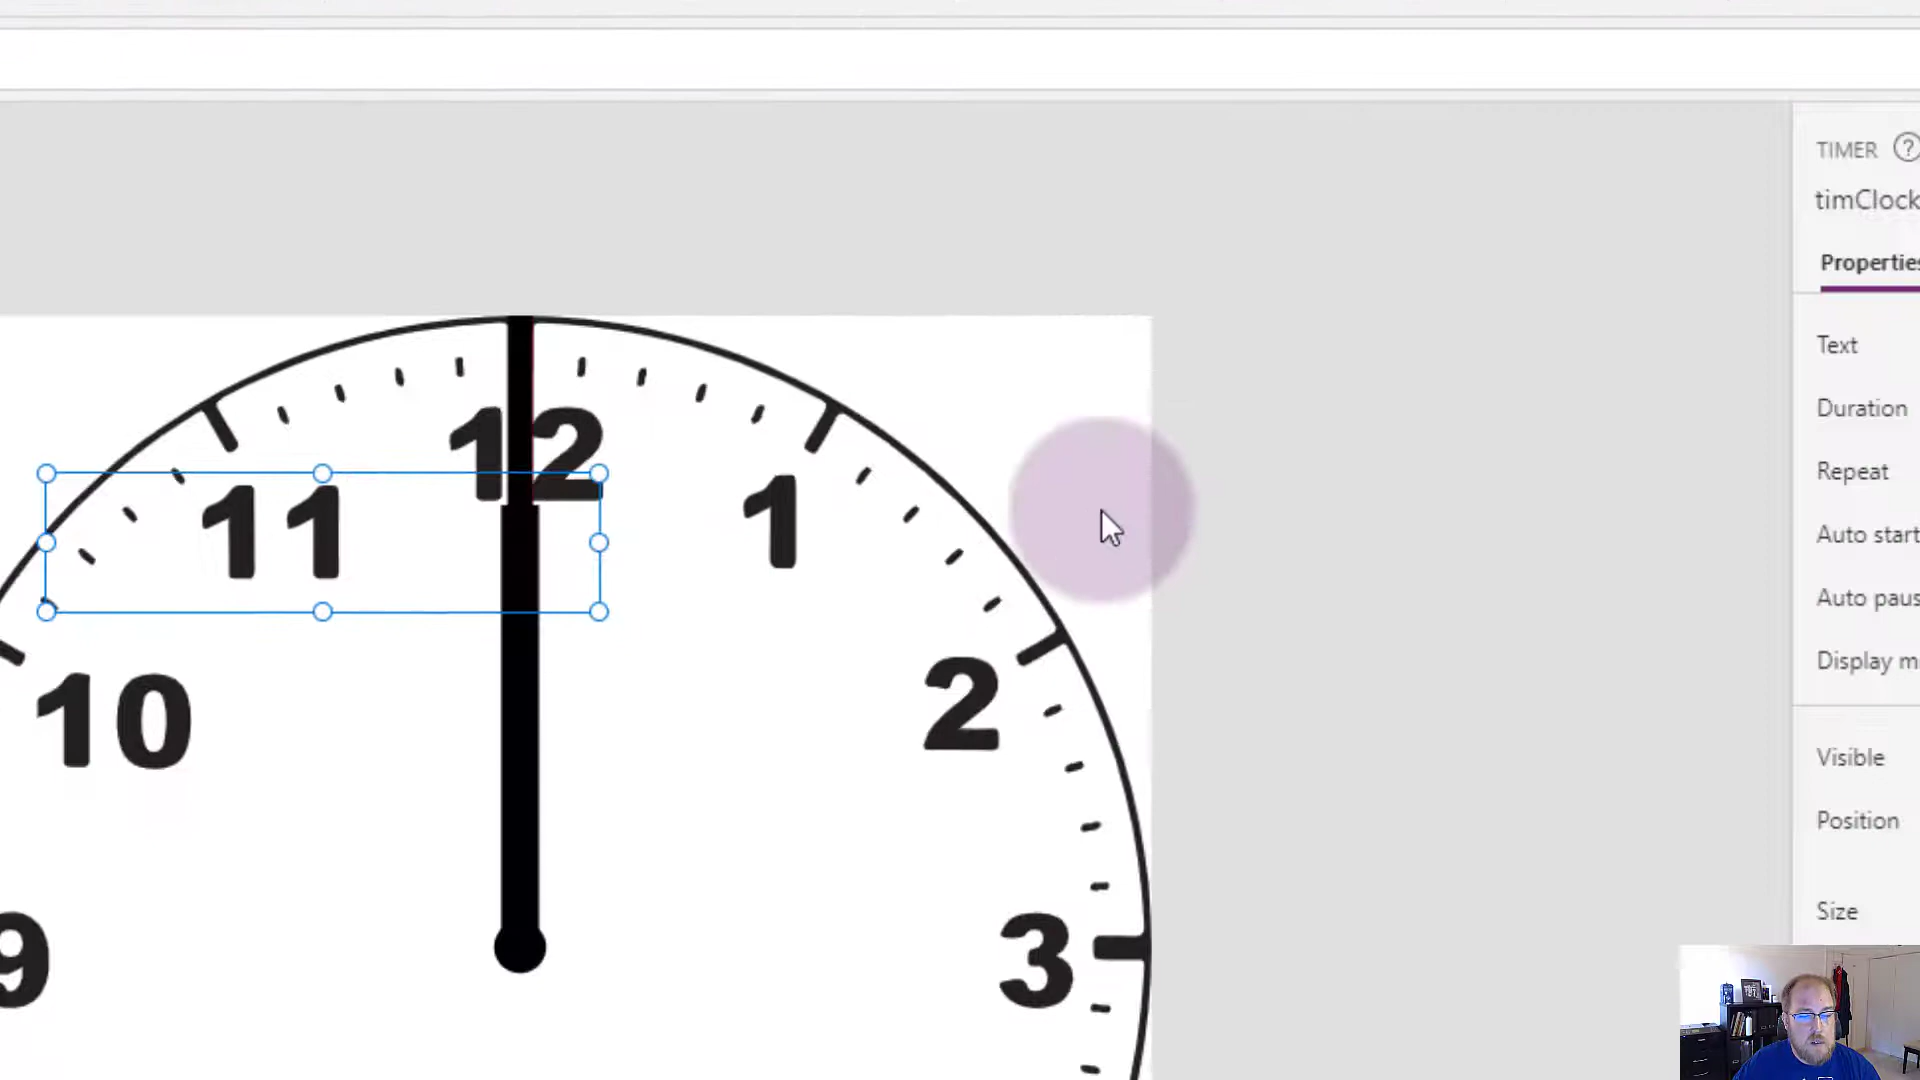 TIMER ?
timClock
Properties
Text
Duration
Repeat
Auto start
Auto paus
Display m
Visible
Position
Size
12
11
1
10
2
9
3